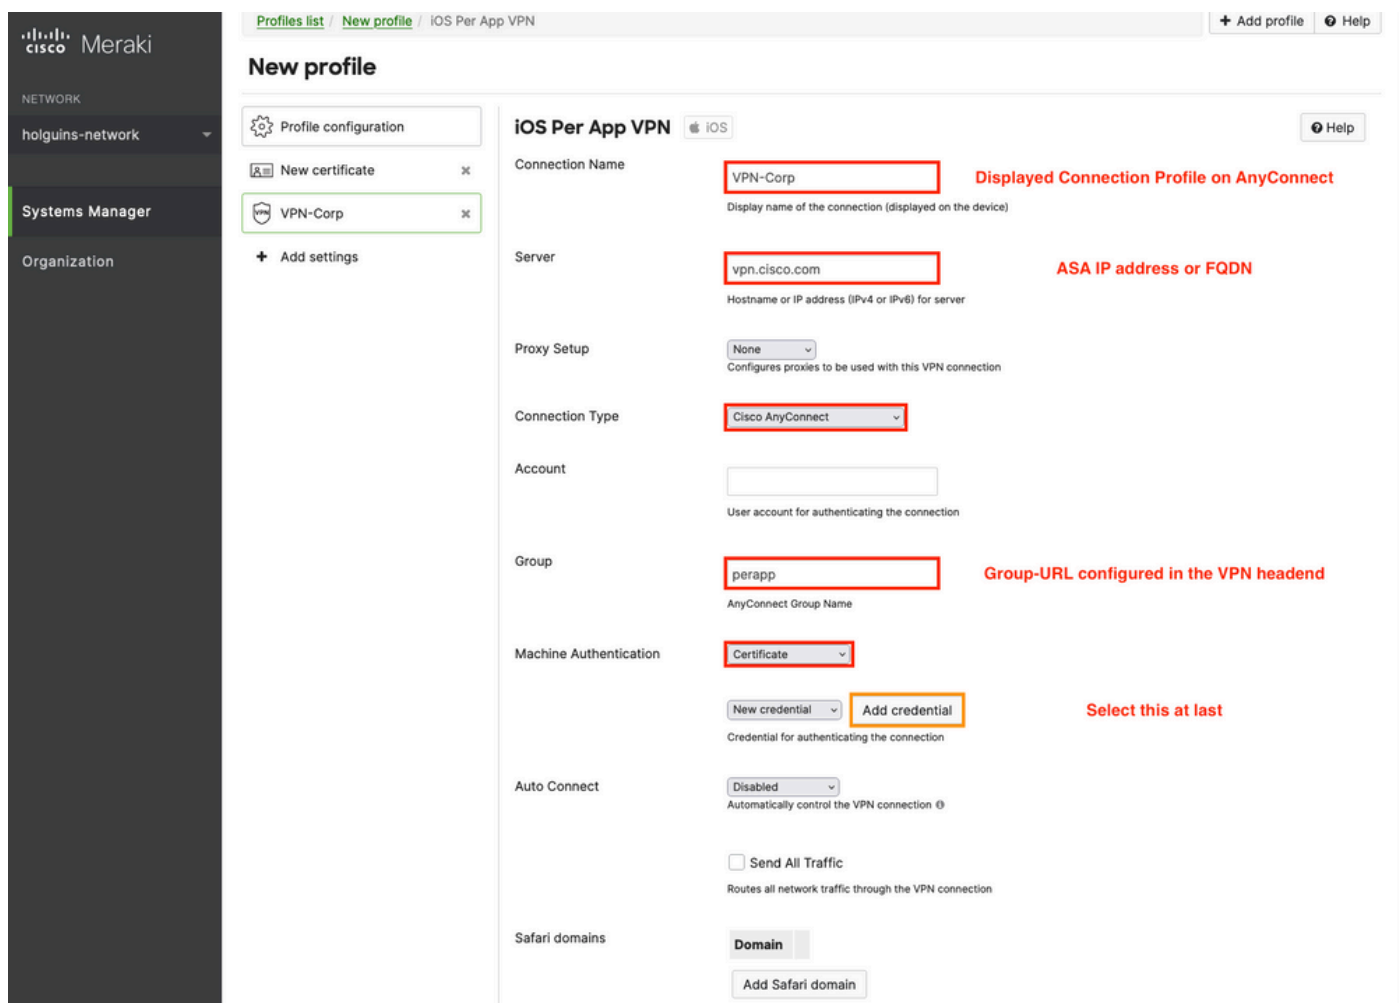 Profiles list / New profile / iOS Per App VPN
+ Add profile
Help
CISCO Meraki
New profile
NETWORK
holguins-network
Systems Manager
Organization
Profile configuration
New certificate ×
VPN VPN-Corp ×
+ Add settings
iOS Per App VPN iOS
Help
Connection Name
VPN-Corp
Displayed Connection Profile on AnyConnect
Display name of the connection (displayed on the device)
Server
vpn.cisco.com
ASA IP address or FQDN
Hostname or IP address (IPv4 or IPv6) for server
Proxy Setup
None
Configures proxies to be used with this VPN connection
Connection Type
Cisco AnyConnect
Account
User account for authenticating the connection
Group
perapp
Group-URL configured in the VPN headend
AnyConnect Group Name
Machine Authentication
Certificate
New credential
Add credential
Select this at last
Credential for authenticating the connection
Auto Connect
Disabled
Automatically control the VPN connection
Send All Traffic
Routes all network traffic through the VPN connection
Safari domains
Domain
Add Safari domain